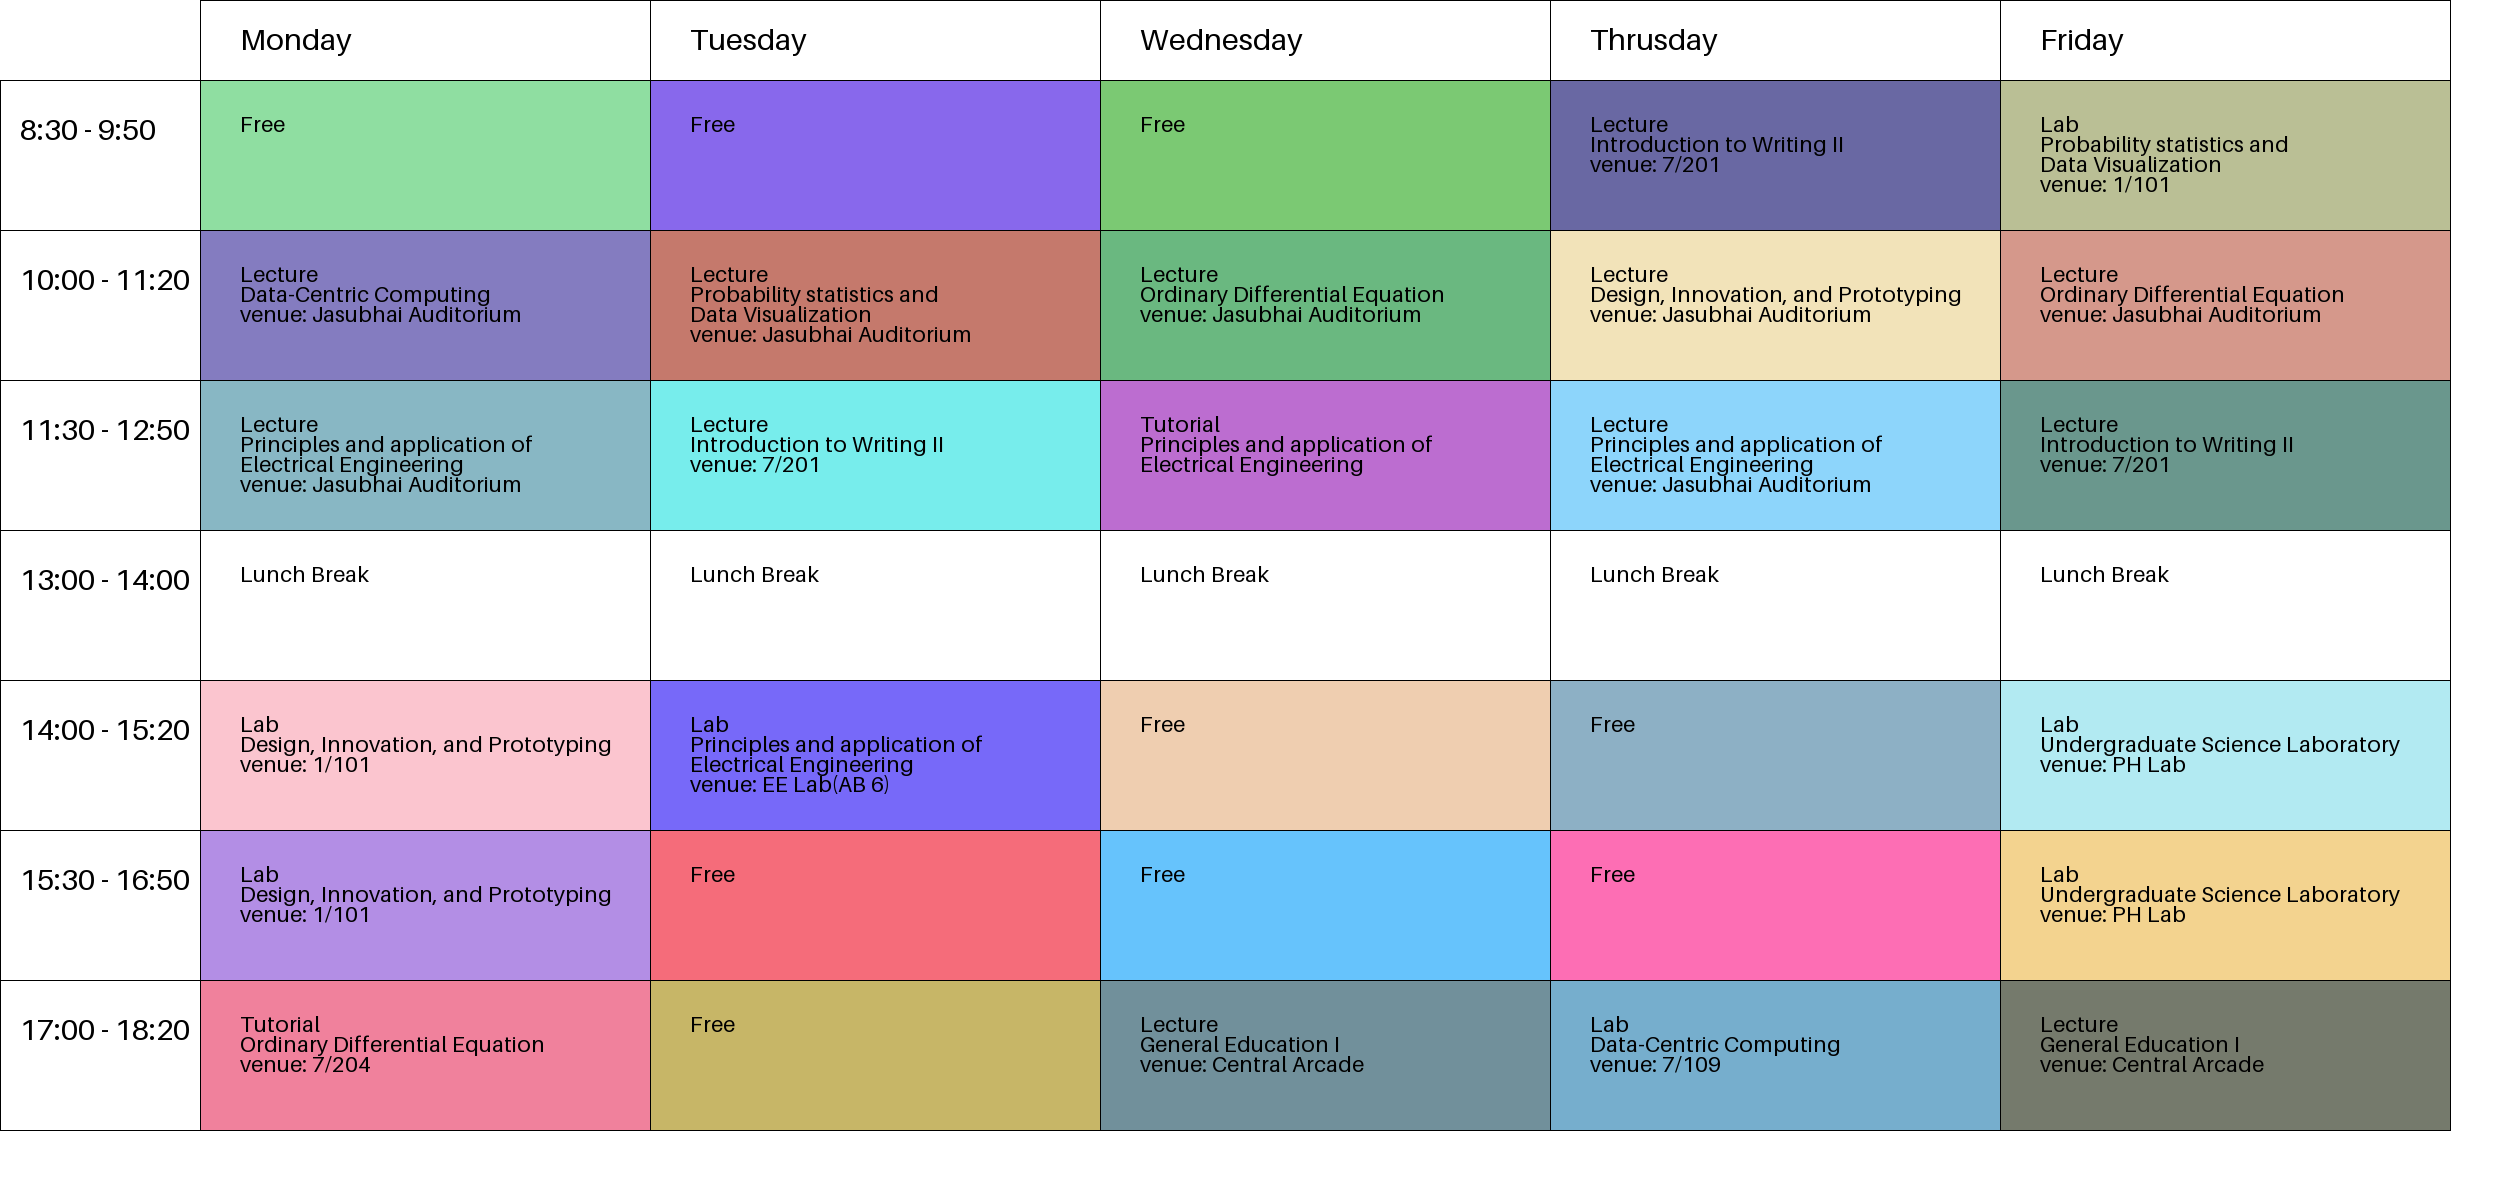 Monday
Tuesday
Wednesday
Thrusday
Friday
8:30 - 9:50
Free
Free
Free
Lecture
Introduction to Writing II
venue: 7/201
Lab
Probability statistics and
Data Visualization
venue: 1/101
10:00 - 11:20
Lecture
Data-Centric Computing
venue: Jasubhai Auditorium
Lecture
Probability statistics and
Data Visualization
venue: Jasubhai Auditorium
Lecture
Ordinary Differential Equation
venue: Jasubhai Auditorium
Lecture
Design, Innovation, and Prototyping
venue: Jasubhai Auditorium
Lecture
Ordinary Differential Equation
venue: Jasubhai Auditorium
11:30 - 12:50
Lecture
Principles and application of
Electrical Engineering
venue: Jasubhai Auditorium
Lecture
Introduction to Writing II
venue: 7/201
Tutorial
Principles and application of
Electrical Engineering
Lecture
Principles and application of
Electrical Engineering
venue: Jasubhai Auditorium
Lecture
Introduction to Writing II
venue: 7/201
13:00 - 14:00
Lunch Break
Lunch Break
Lunch Break
Lunch Break
Lunch Break
14:00 - 15:20
Lab
Design, Innovation, and Prototyping
venue: 1/101
Lab
Principles and application of
Electrical Engineering
venue: EE Lab(AB 6)
Free
Free
Lab
Undergraduate Science Laboratory
venue: PH Lab
15:30 - 16:50
Lab
Design, Innovation, and Prototyping
venue: 1/101
Free
Free
Free
Lab
Undergraduate Science Laboratory
venue: PH Lab
17:00 - 18:20
Tutorial
Ordinary Differential Equation
venue: 7/204
Free
Lecture
General Education I
venue: Central Arcade
Lab
Data-Centric Computing
venue: 7/109
Lecture
General Education I
venue: Central Arcade